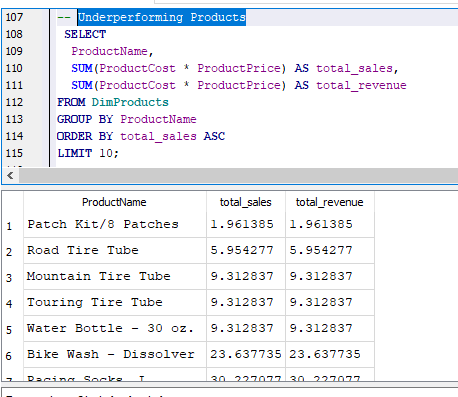 107 -- Underperforming Products
108 SELECT
109 ProductName,
110 SUM(ProductCost * ProductPrice) AS total_sales,
111 SUM(ProductCost * ProductPrice) AS total_revenue
112 FROM DimProducts
113 GROUP BY ProductName
114 ORDER BY total_sales ASC
115 LIMIT 10;
ProductName total_sales total_revenue
1 Patch Kit/8 Patches 1.961385 1.961385
2 Road Tire Tube 5.954277 5.954277
3 Mountain Tire Tube 9.312837 9.312837
4 Touring Tire Tube 9.312837 9.312837
5 Water Bottle - 30 oz. 9.312837 9.312837
6 Bike Wash - Dissolver 23.637735 23.637735
7 Racing Socks, L 30.227077 30.227077